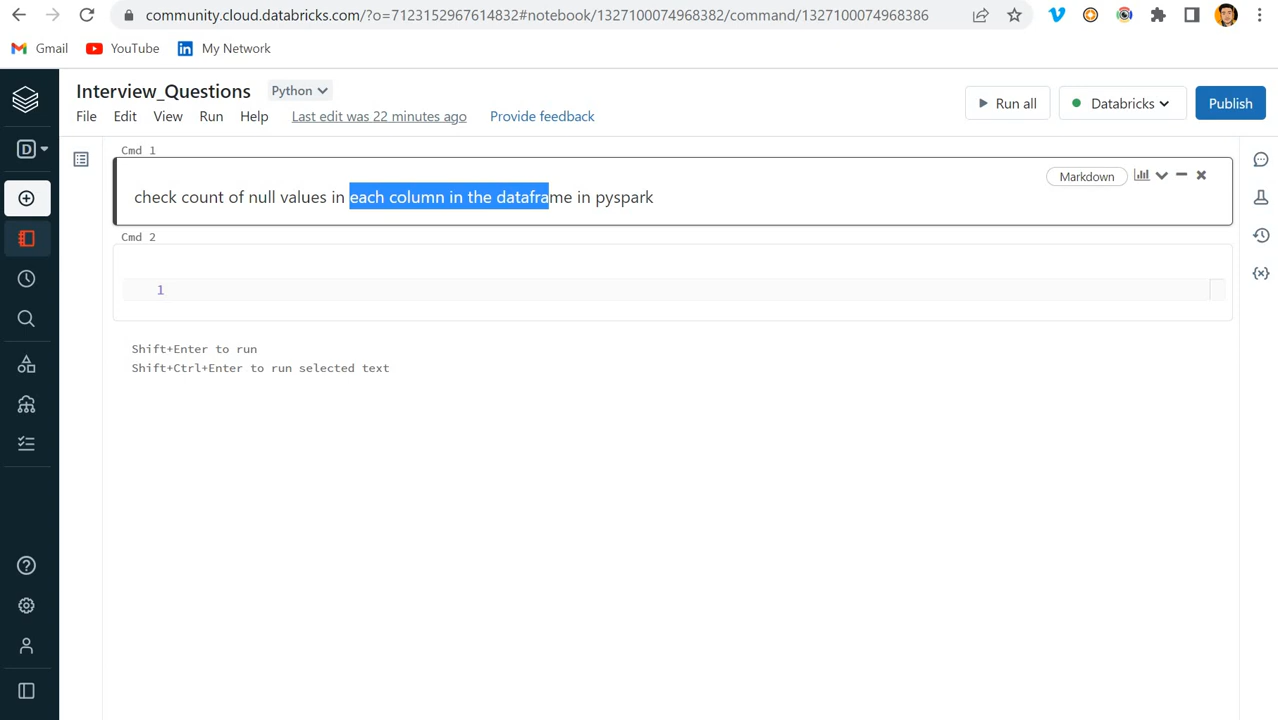 community.cloud.databricks.com/?o=7123152967614832#notebook/1327100074968382/command/1327100074968386
Gmail
YouTube
My Network
Interview_Questions
Python
File
Edit
View
Run
Help
Last edit was 22 minutes ago
Provide feedback
Run all
Databricks
Publish
D
Cmd 1
Markdown
check count of null values in each column in the dataframe in pyspark
Cmd 2
1
Shift+Enter to run
Shift+Ctrl+Enter to run selected text